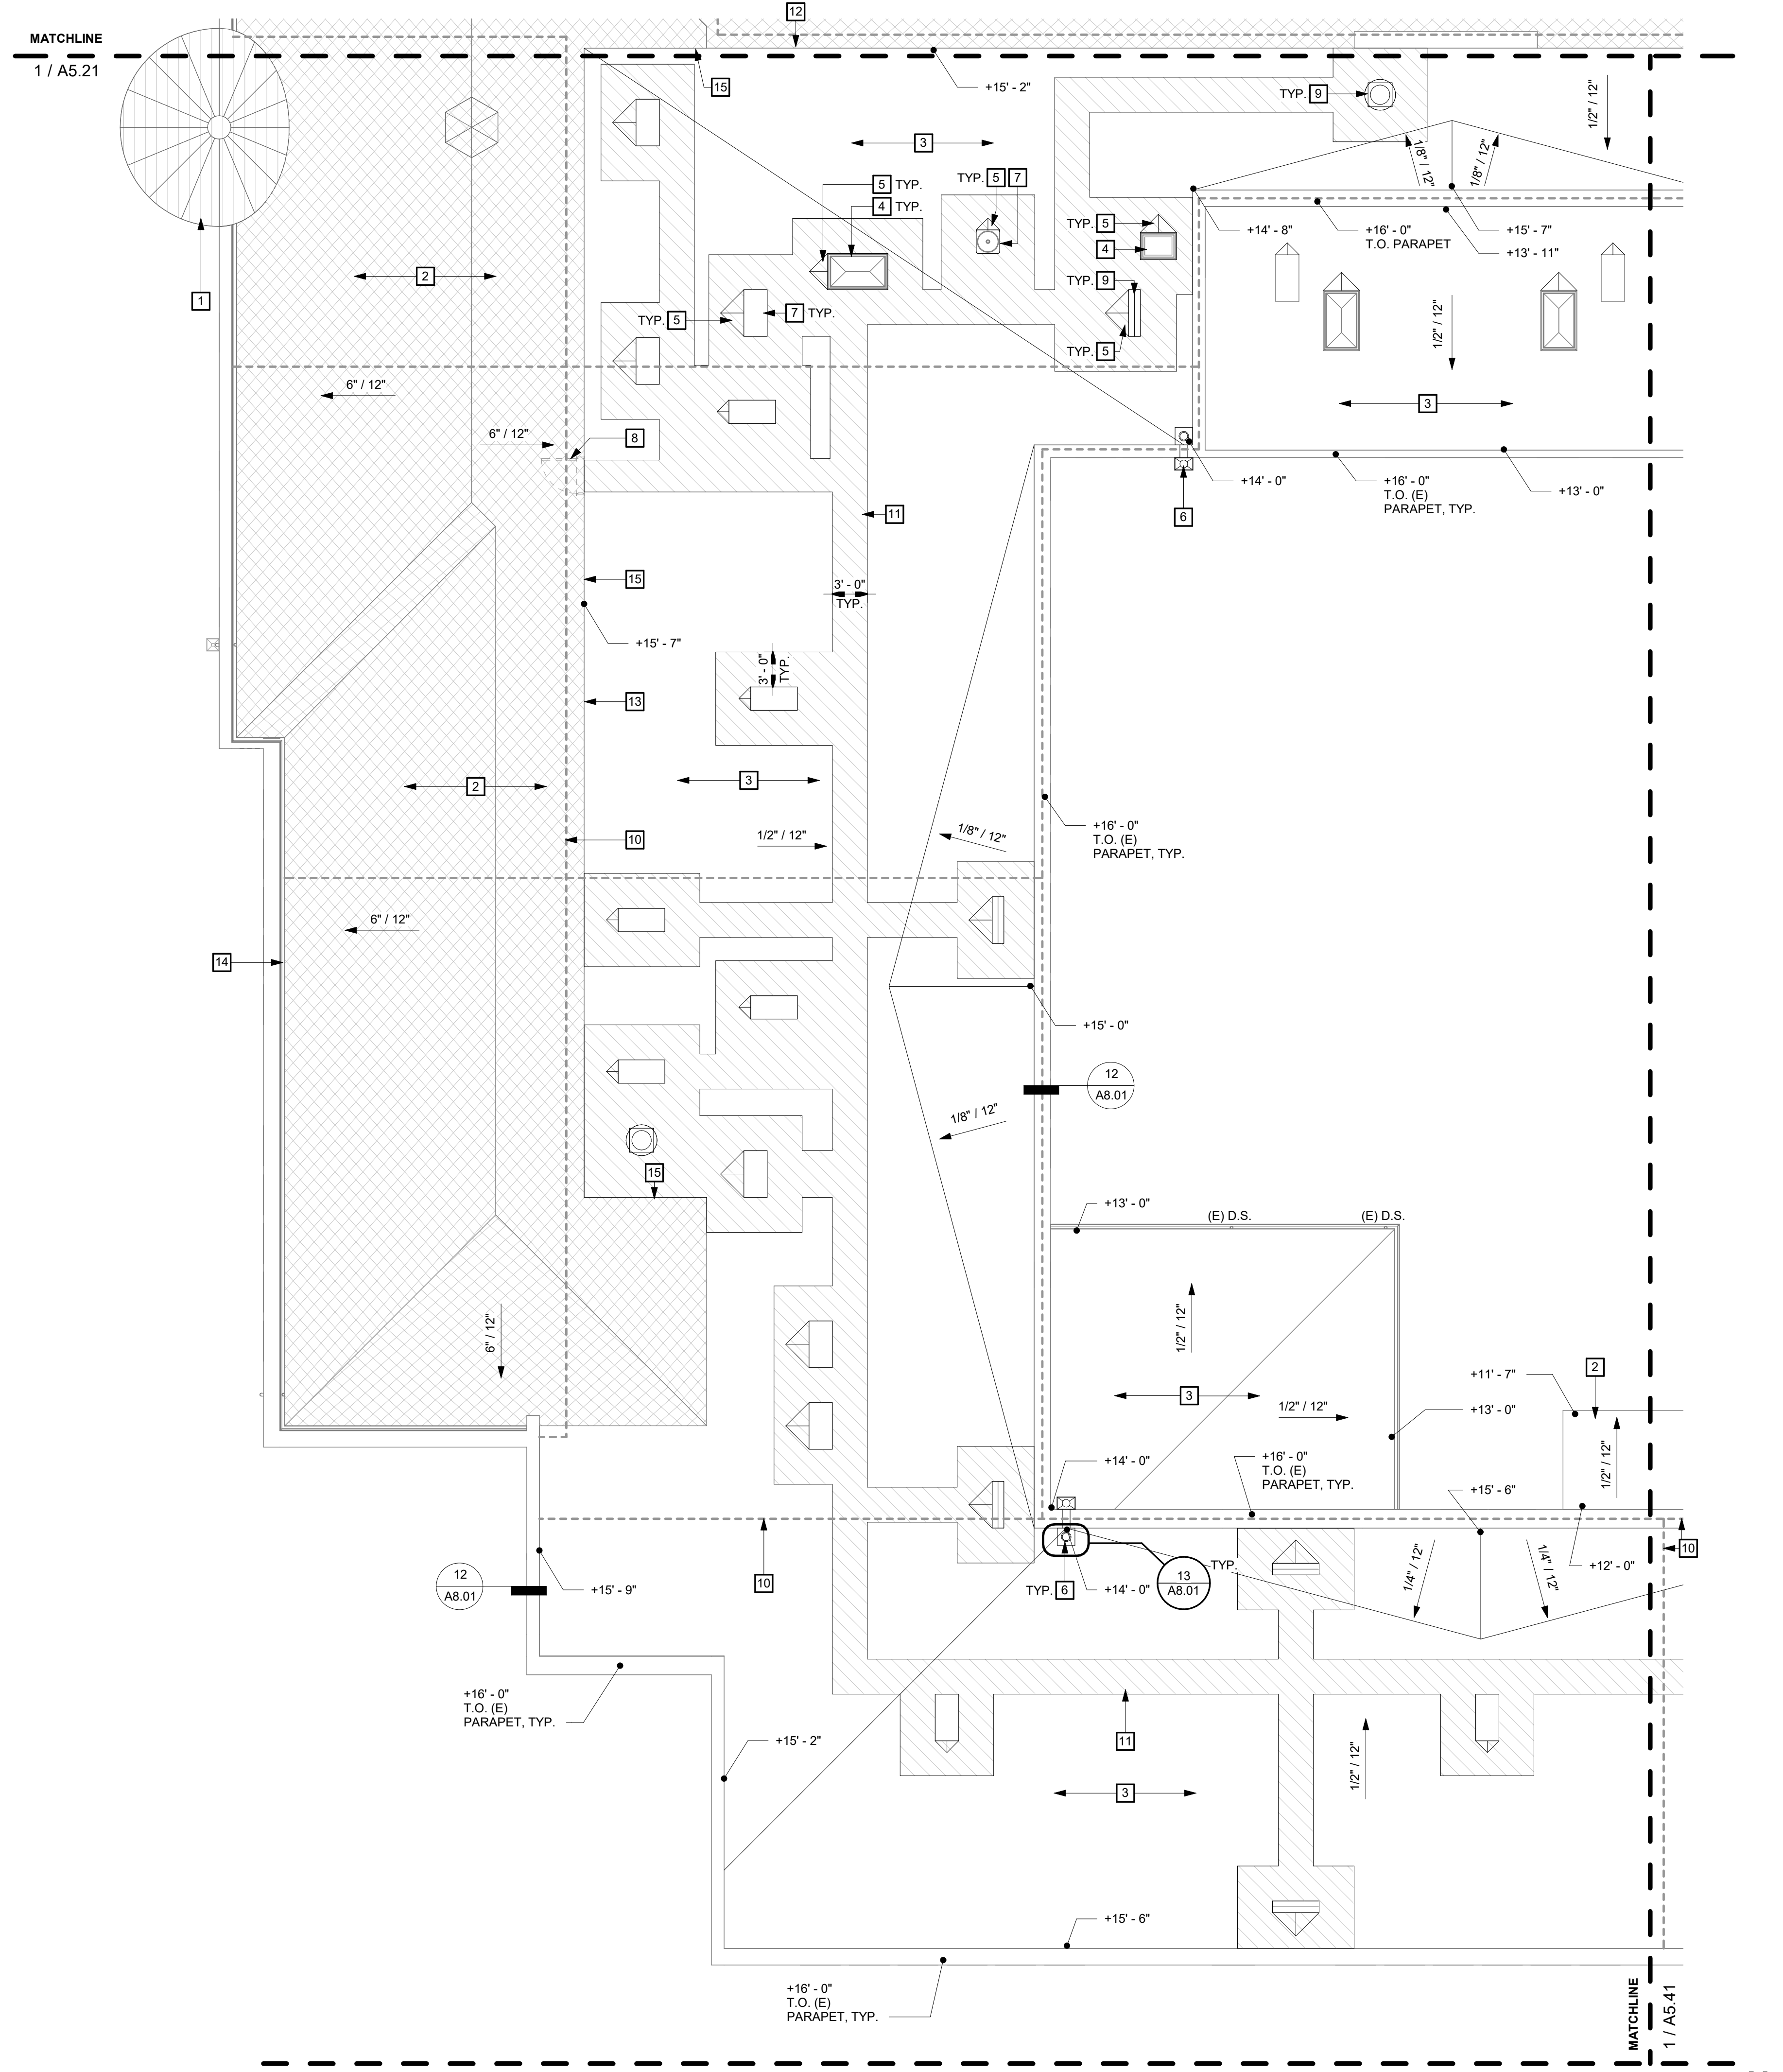 12
MATCHLINE
1 / A5.21
15
+15' - 2"
TYP. 9
1/2" / 12"
3
1/8" / 12"
1/8" / 12"
5 TYP.
4 TYP.
TYP. 5 7
TYP. 5
4
+14' - 8"
+16' - 0"
T.O. PARAPET
+15' - 7"
+13' - 11"
2
1
TYP. 9
TYP. 5
7 TYP.
TYP. 5
1/2" / 12"
6" / 12"
3
6" / 12"
8
+14' - 0"
+16' - 0"
T.O. (E)
PARAPET, TYP.
+13' - 0"
11
6
15
3' - 0"
TYP.
+15' - 7"
3' - 0"
TYP.
13
2
3
10
1/2" / 12"
1/8" / 12"
+16' - 0"
T.O. (E)
PARAPET, TYP.
6" / 12"
14
+15' - 0"
12
A8.01
1/8" / 12"
15
+13' - 0"
(E) D.S.
(E) D.S.
6" / 12"
1/2" / 12"
+11' - 7"
2
3
1/2" / 12"
+13' - 0"
+14' - 0"
+16' - 0"
T.O. (E)
PARAPET, TYP.
1/2" / 12"
+15' - 6"
10
1/4" / 12"
1/4" / 12"
+12' - 0"
12
A8.01
+15' - 9"
10
TYP. 6
+14' - 0"
13
A8.01
TYP.
+16' - 0"
T.O. (E)
PARAPET, TYP.
+15' - 2"
11
1/2" / 12"
3
+15' - 6"
+16' - 0"
T.O. (E)
PARAPET, TYP.
MATCHLINE
1 / A5.41